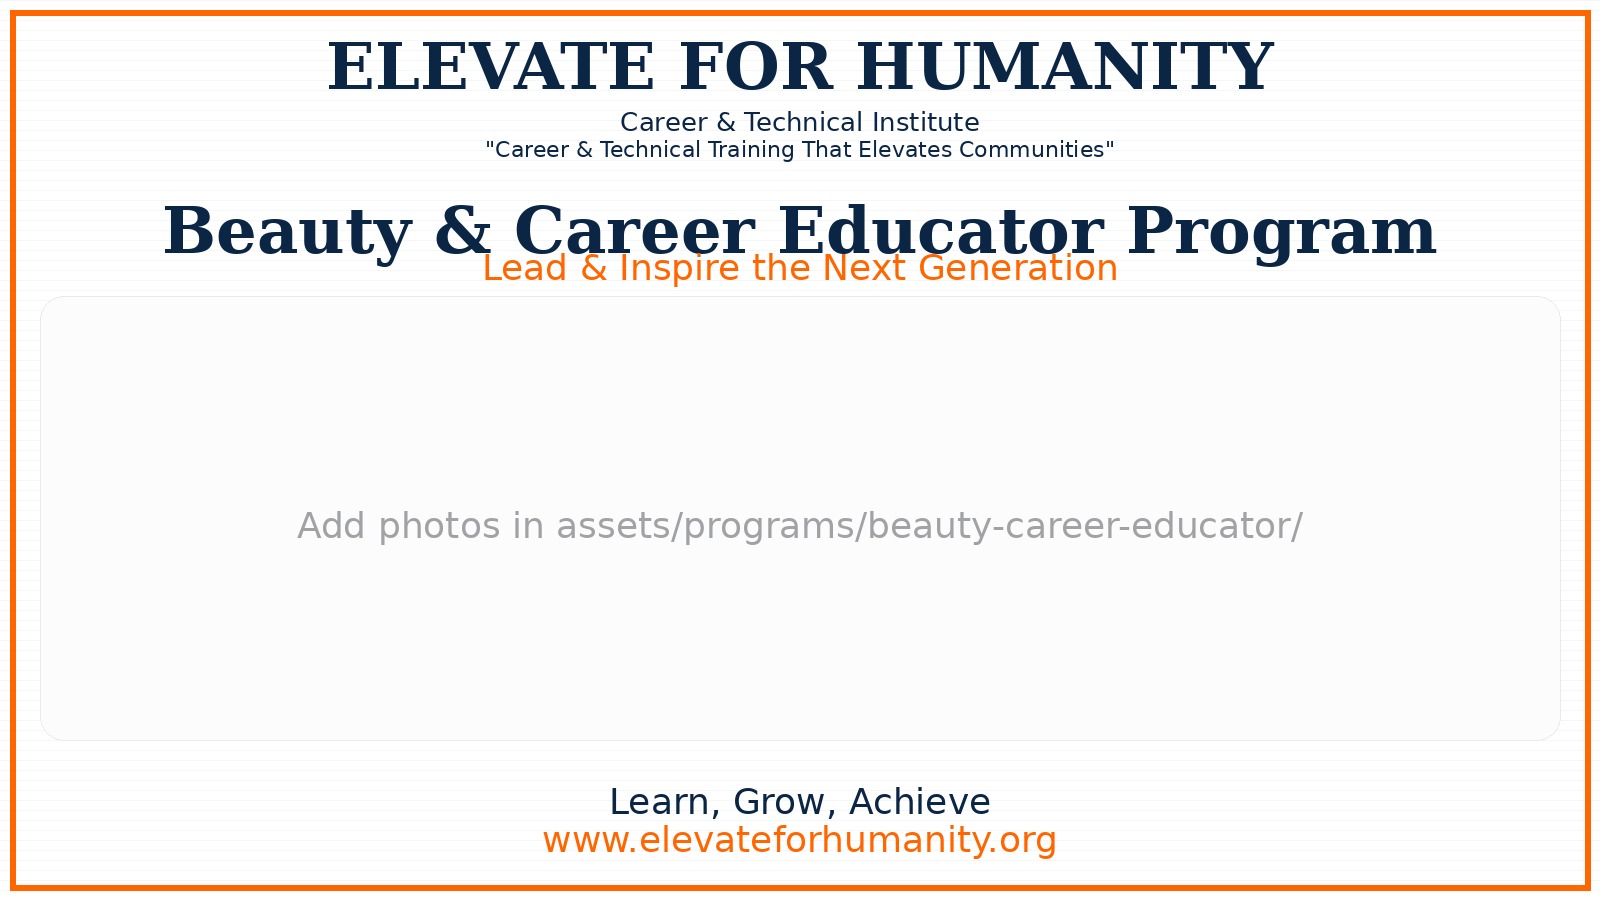 ELEVATE FOR HUMANITY
Career & Technical Institute
"Career & Technical Training That Elevates Communities"
Beauty & Career Educator Program
Lead & Inspire the Next Generation
Add photos in assets/programs/beauty-career-educator/
Learn, Grow, Achieve
www.elevateforhumanity.org